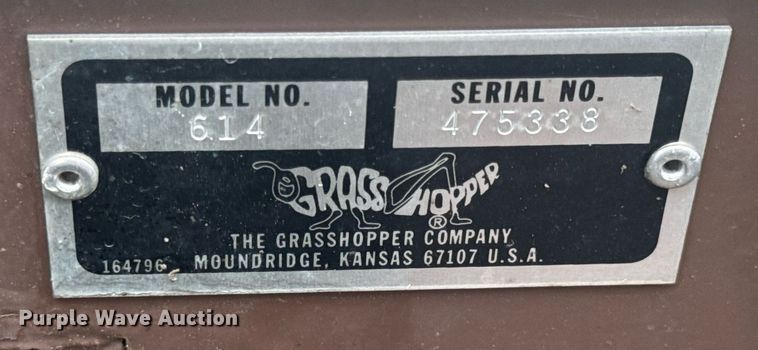 MODEL NO. SERIAL NO.
614 475338
GRASSHOPPER®
THE GRASSHOPPER COMPANY
164796 MOUNDRIDGE, KANSAS 67107 U.S.A.
Purple Wave Auction